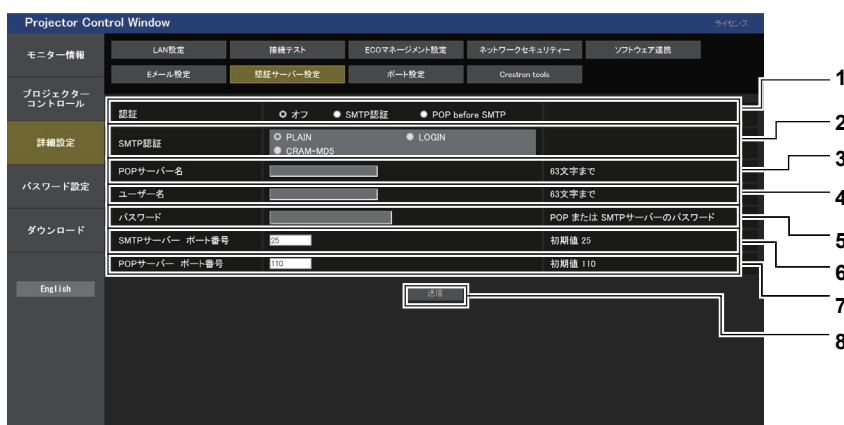 Projector Control Window
ライセンス
モニター情報
LAN設定
接続テスト
ECOマネージメント設定
ネットワークセキュリティー
ソフトウェア連携
Eメール設定
認証サーバー設定
ポート設定
Crestron tools
プロジェクター
コントロール
詳細設定
パスワード設定
ダウンロード
English
認証 オフ SMTP認証 POP before SMTP
1
SMTP認証 PLAIN LOGIN
CRAM-MD5
2
POPサーバー名 63文字まで
3
ユーザー名 63文字まで
4
パスワード POP または SMTPサーバーのパスワード
5
SMTPサーバー ポート番号 25 初期値 25
6
POPサーバー ポート番号 110 初期値 110
7
送信
8